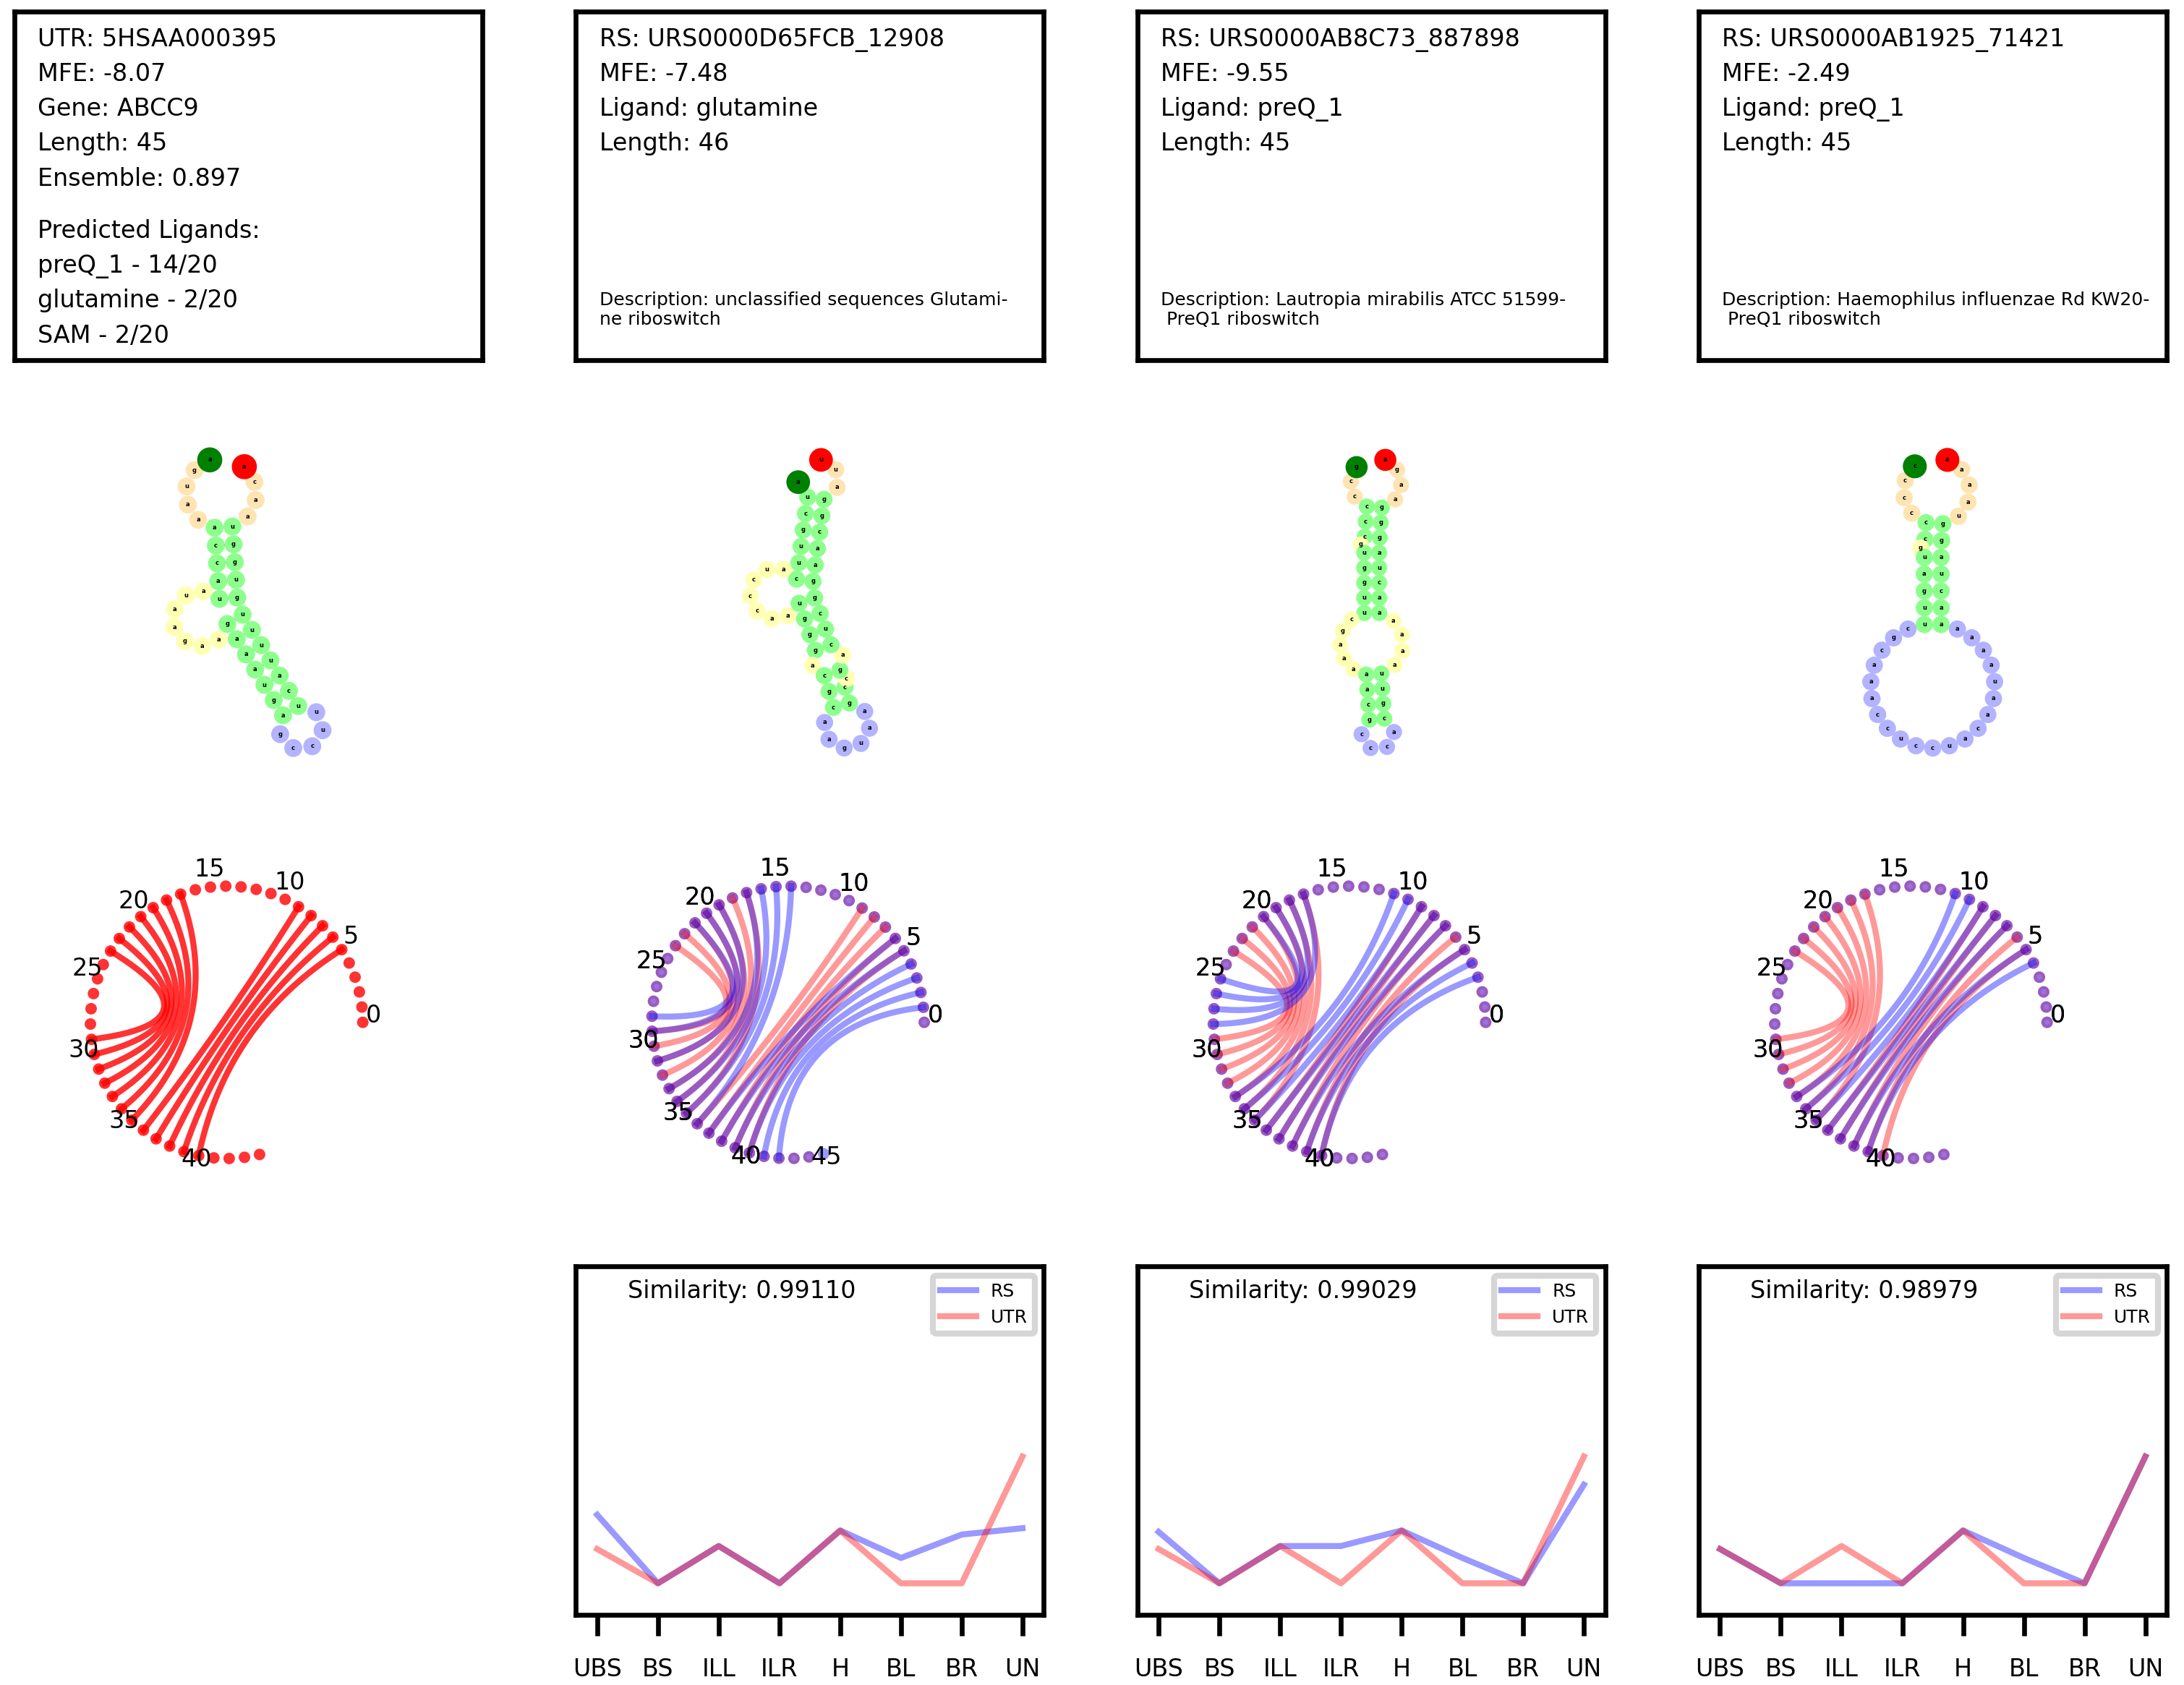 UTR: 5HSAA000395
MFE: -8.07
Gene: ABCC9
Length: 45
Ensemble: 0.897
Predicted Ligands:
preQ_1 - 14/20
glutamine - 2/20
SAM - 2/20
RS: URS0000D65FCB_12908
MFE: -7.48
Ligand: glutamine
Length: 46
Description: unclassified sequences Glutami-
ne riboswitch
RS: URS0000AB8C73_887898
MFE: -9.55
Ligand: preQ_1
Length: 45
Description: Lautropia mirabilis ATCC 51599-
PreQ1 riboswitch
RS: URS0000AB1925_71421
MFE: -2.49
Ligand: preQ_1
Length: 45
Description: Haemophilus influenzae Rd KW20-
PreQ1 riboswitch
0
5
10
15
20
25
30
35
40
0
5
10
15
20
25
30
35
40
45
0
5
10
15
20
25
30
35
40
0
5
10
15
20
25
30
35
40
Similarity: 0.99110
RS
UTR
UBS BS ILL ILR H BL BR UN
Similarity: 0.99029
RS
UTR
UBS BS ILL ILR H BL BR UN
Similarity: 0.98979
RS
UTR
UBS BS ILL ILR H BL BR UN